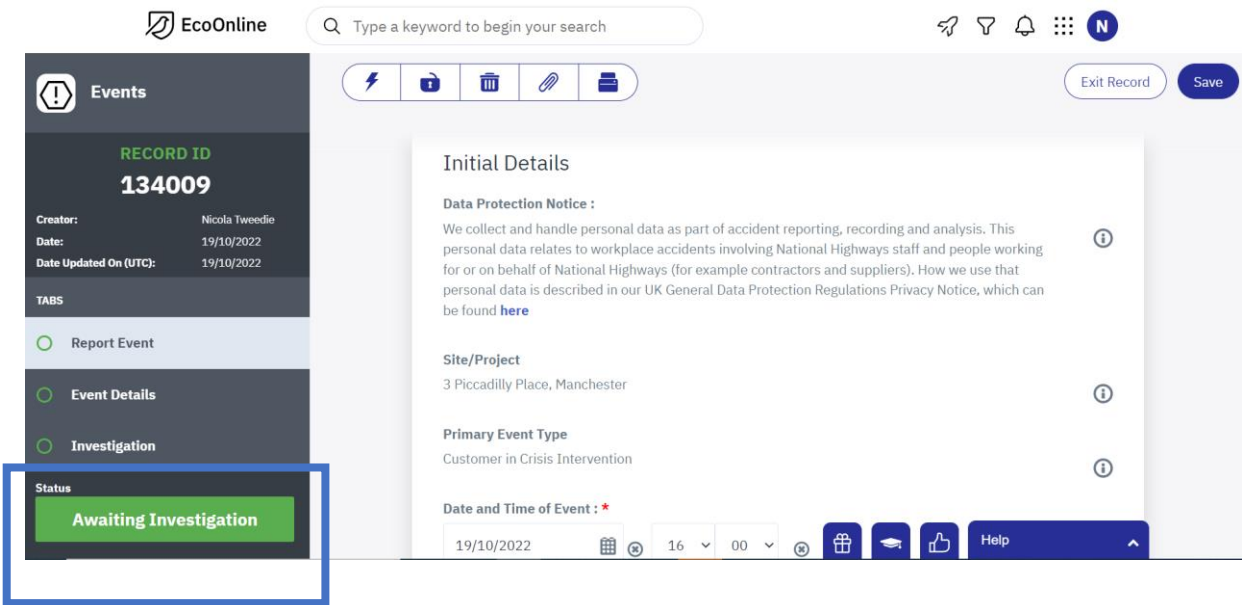 EcoOnline
Type a keyword to begin your search
N
Events
Exit Record
Save
RECORD ID
134009
Creator: Nicola Tweedie
Date: 19/10/2022
Date Updated On (UTC): 19/10/2022
TABS
Report Event
Event Details
Investigation
Status
Awaiting Investigation
Initial Details
Data Protection Notice :
We collect and handle personal data as part of accident reporting, recording and analysis. This
personal data relates to workplace accidents involving National Highways staff and people working
for or on behalf of National Highways (for example contractors and suppliers). How we use that
personal data is described in our UK General Data Protection Regulations Privacy Notice, which can
be found here
Site/Project
3 Piccadilly Place, Manchester
Primary Event Type
Customer in Crisis Intervention
Date and Time of Event : *
19/10/2022 16 00
Help